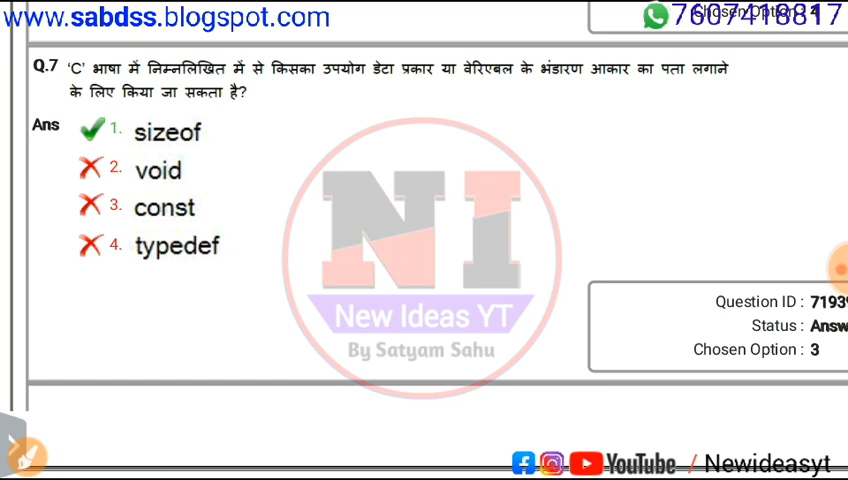 www.sabdss.blogspot.com
7607418817
Q.7 'C' भाषा में निम्नलिखित में से किसका उपयोग डेटा प्रकार या वेरिएबल के भंडारण आकार का पता लगाने
के लिए किया जा सकता है?
Ans 1. sizeof
2. void
3. const
4. typedef
NI
New Ideas YT
By Satyam Sahu
Question ID : 7193
Status : Answ
Chosen Option : 3
YouTube / Newideasyt